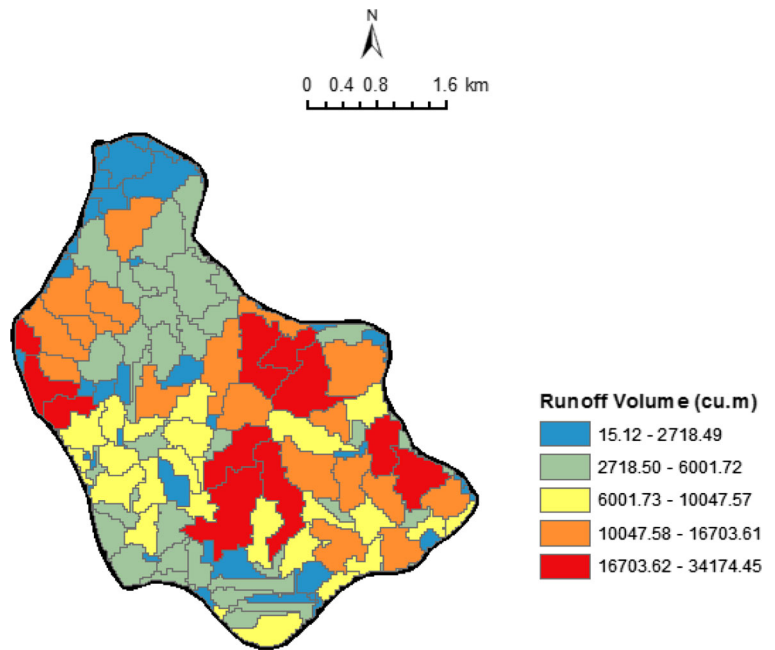 N
0 0.4 0.8 1.6 km
Runoff Volume (cu.m)
15.12 - 2718.49
2718.50 - 6001.72
6001.73 - 10047.57
10047.58 - 16703.61
16703.62 - 34174.45